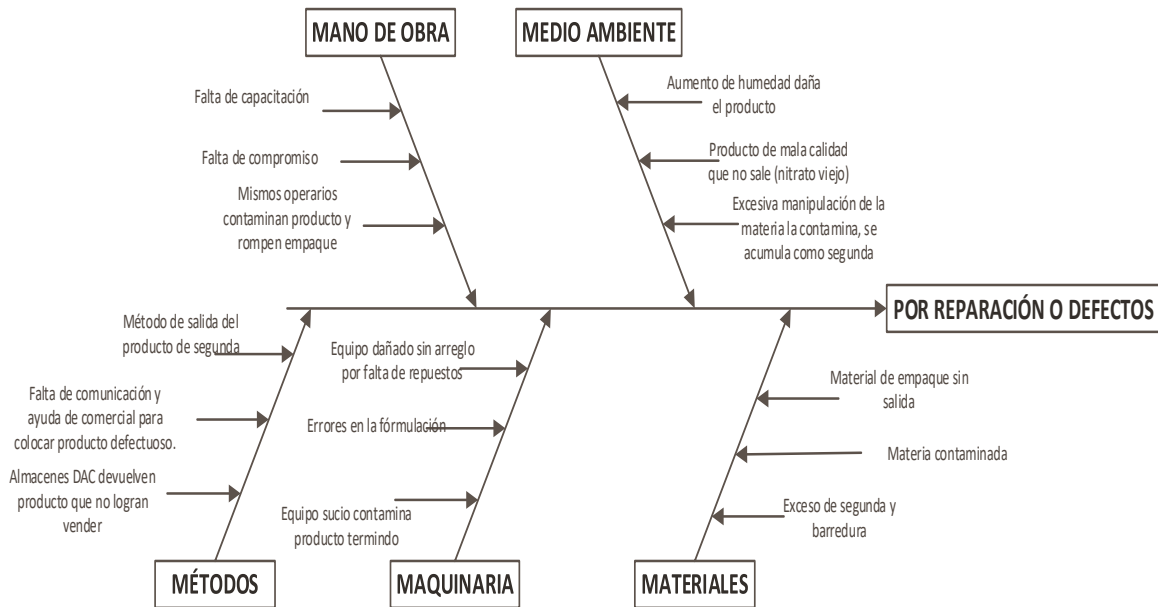 MANO DE OBRA
MEDIO AMBIENTE
Falta de capacitación
Falta de compromiso
Mismos operarios
contaminan producto y
rompen empaque
Aumento de humedad daña
el producto
Producto de mala calidad
que no sale (nitrato viejo)
Excesiva manipulación de la
materia la contamina, se
acumula como segunda
POR REPARACIÓN O DEFECTOS
Método de salida del
producto de segunda
Falta de comunicación y
ayuda de comercial para
colocar producto defectuoso.
Almacenes DAC devuelven
producto que no logran
vender
Equipo dañado sin arreglo
por falta de repuestos
Errores en la fórmulación
Equipo sucio contamina
producto termindo
Material de empaque sin
salida
Materia contaminada
Exceso de segunda y
barredura
MÉTODOS
MAQUINARIA
MATERIALES